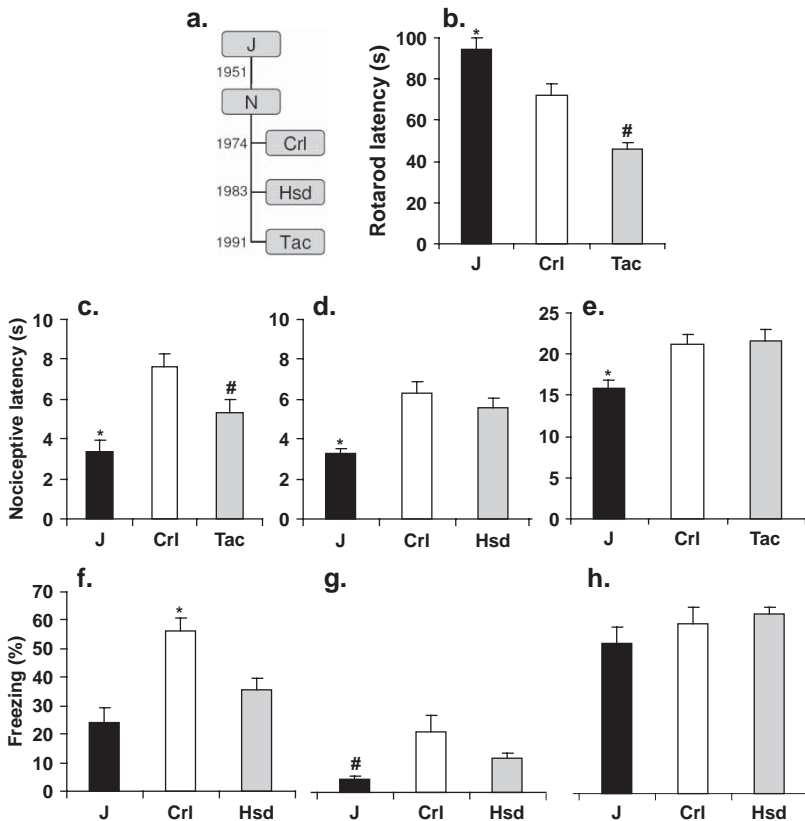 a.
J
1951
N
1974
Crl
1983
Hsd
1991
Tac
b.
Rotarod latency (s)
100
80
60
40
20
0
*
#
J Crl Tac
c.
Nociceptive latency (s)
10
8
6
4
2
0
*
#
J Crl Tac
d.
10
8
6
4
2
0
*
J Crl Hsd
e.
25
20
15
10
5
0
*
J Crl Tac
f.
Freezing (%)
70
60
50
40
30
20
10
0
*
J Crl Hsd
g.
#
J Crl Hsd
h.
J Crl Hsd